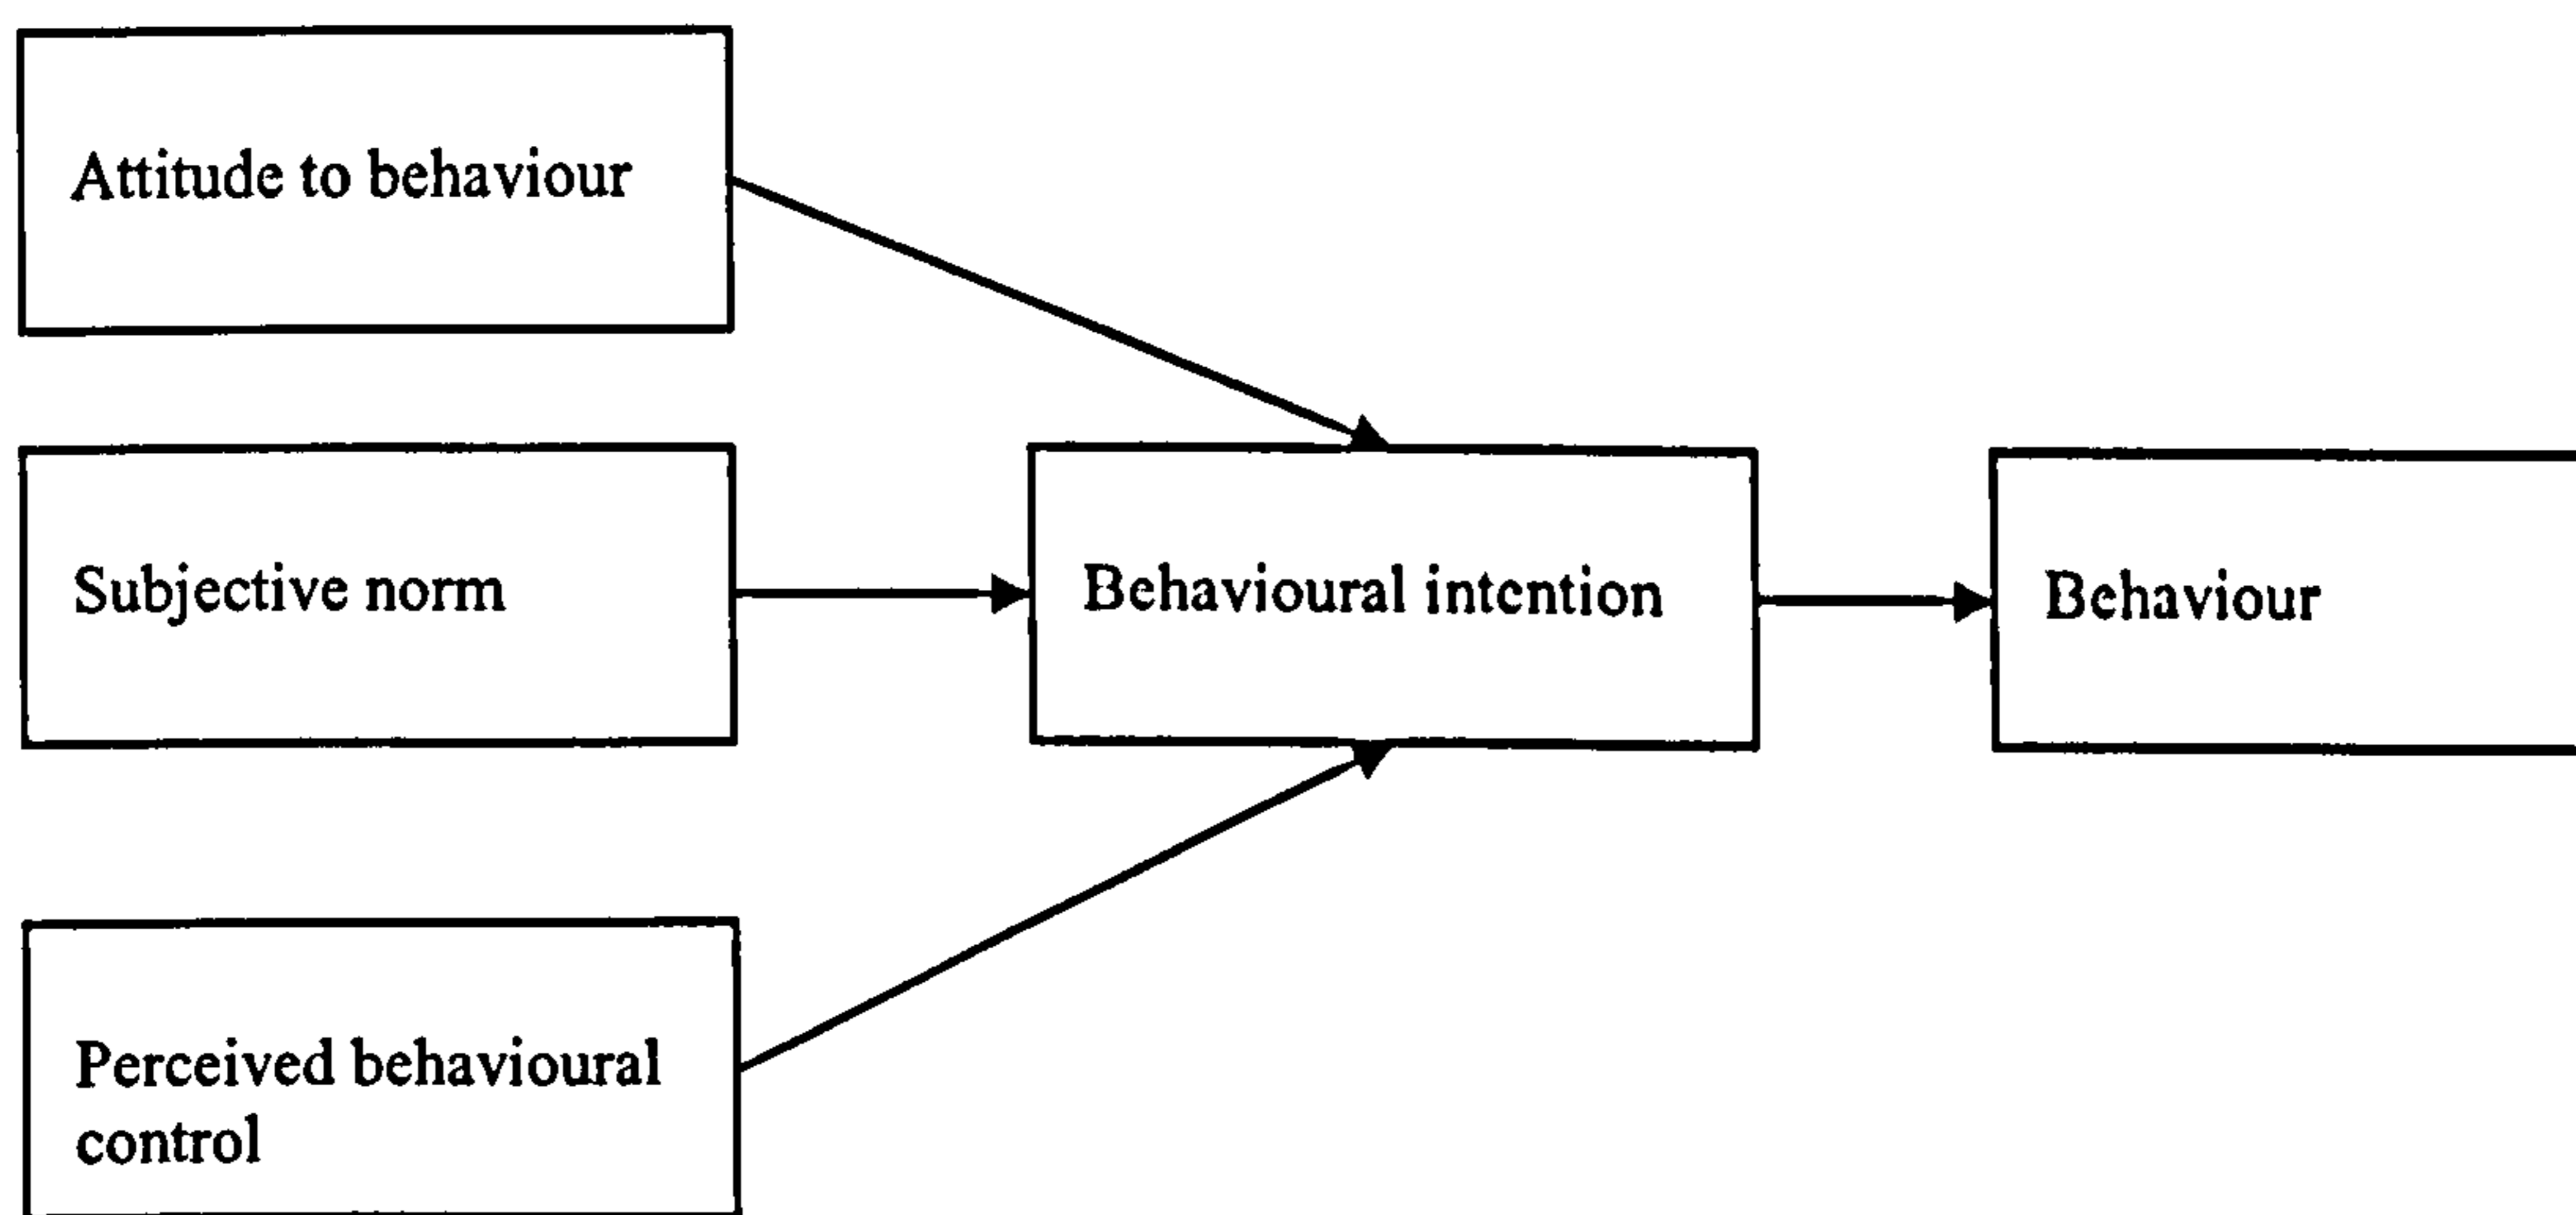 Attitude to behaviour
Subjective norm
Behavioural intention
Behaviour
Perceived behavioural
control